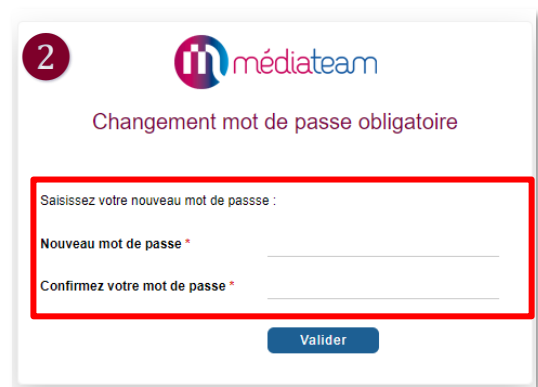 2
médiateam
Changement mot de passe obligatoire
Saisissez votre nouveau mot de passse :
Nouveau mot de passe *
Confirmez votre mot de passe *
Valider